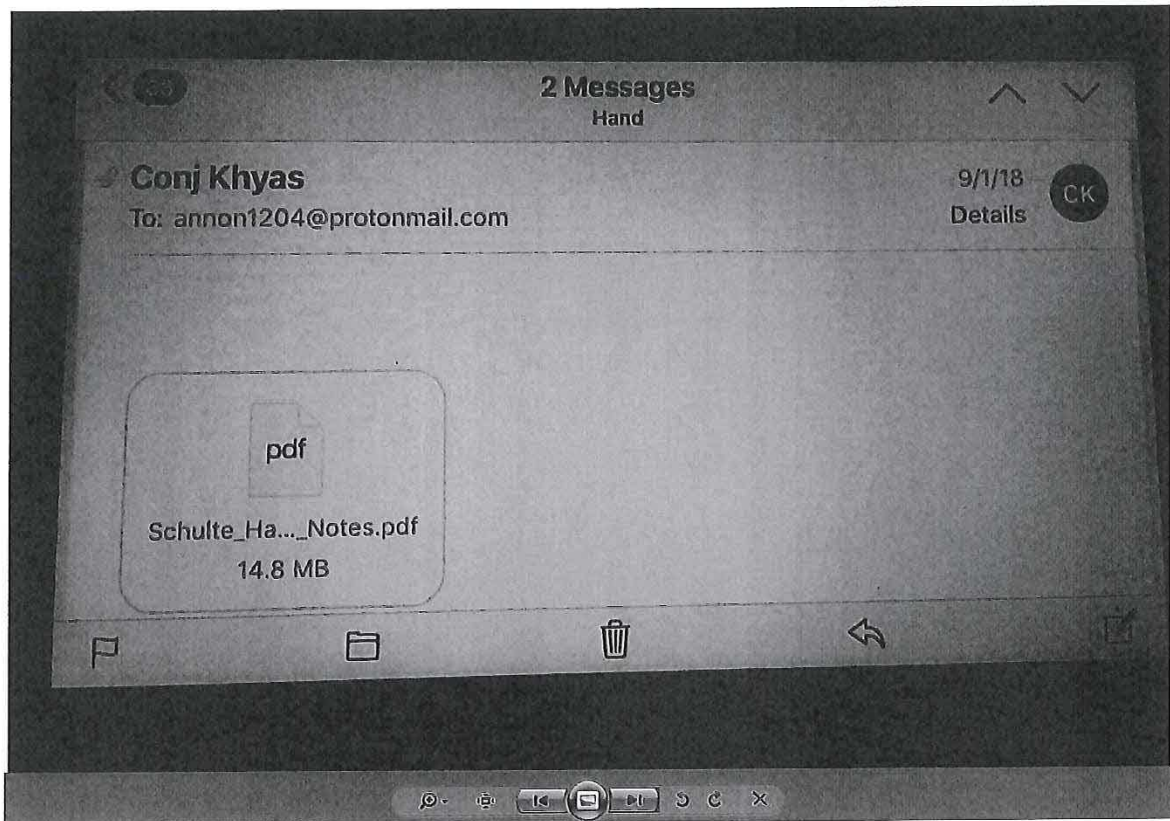 2 Messages
Hand
Conj Khyas
9/1/18
To: annon1204@protonmail.com
Details
CK
pdf
Schulte_Ha..._Notes.pdf
14.8 MB